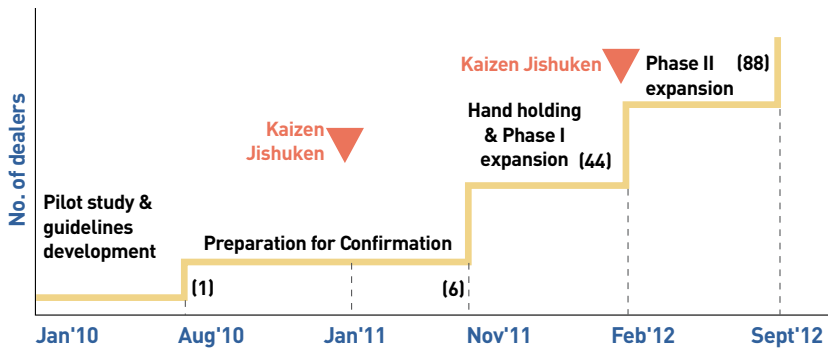 No. of dealers
Pilot study &
guidelines
development
(1)
Preparation for Confirmation
Kaizen
Jishuken
(6)
Hand holding
& Phase I
expansion (44)
Kaizen Jishuken
Phase II (88)
expansion
Jan'10 Aug'10 Jan'11 Nov'11 Feb'12 Sept'12